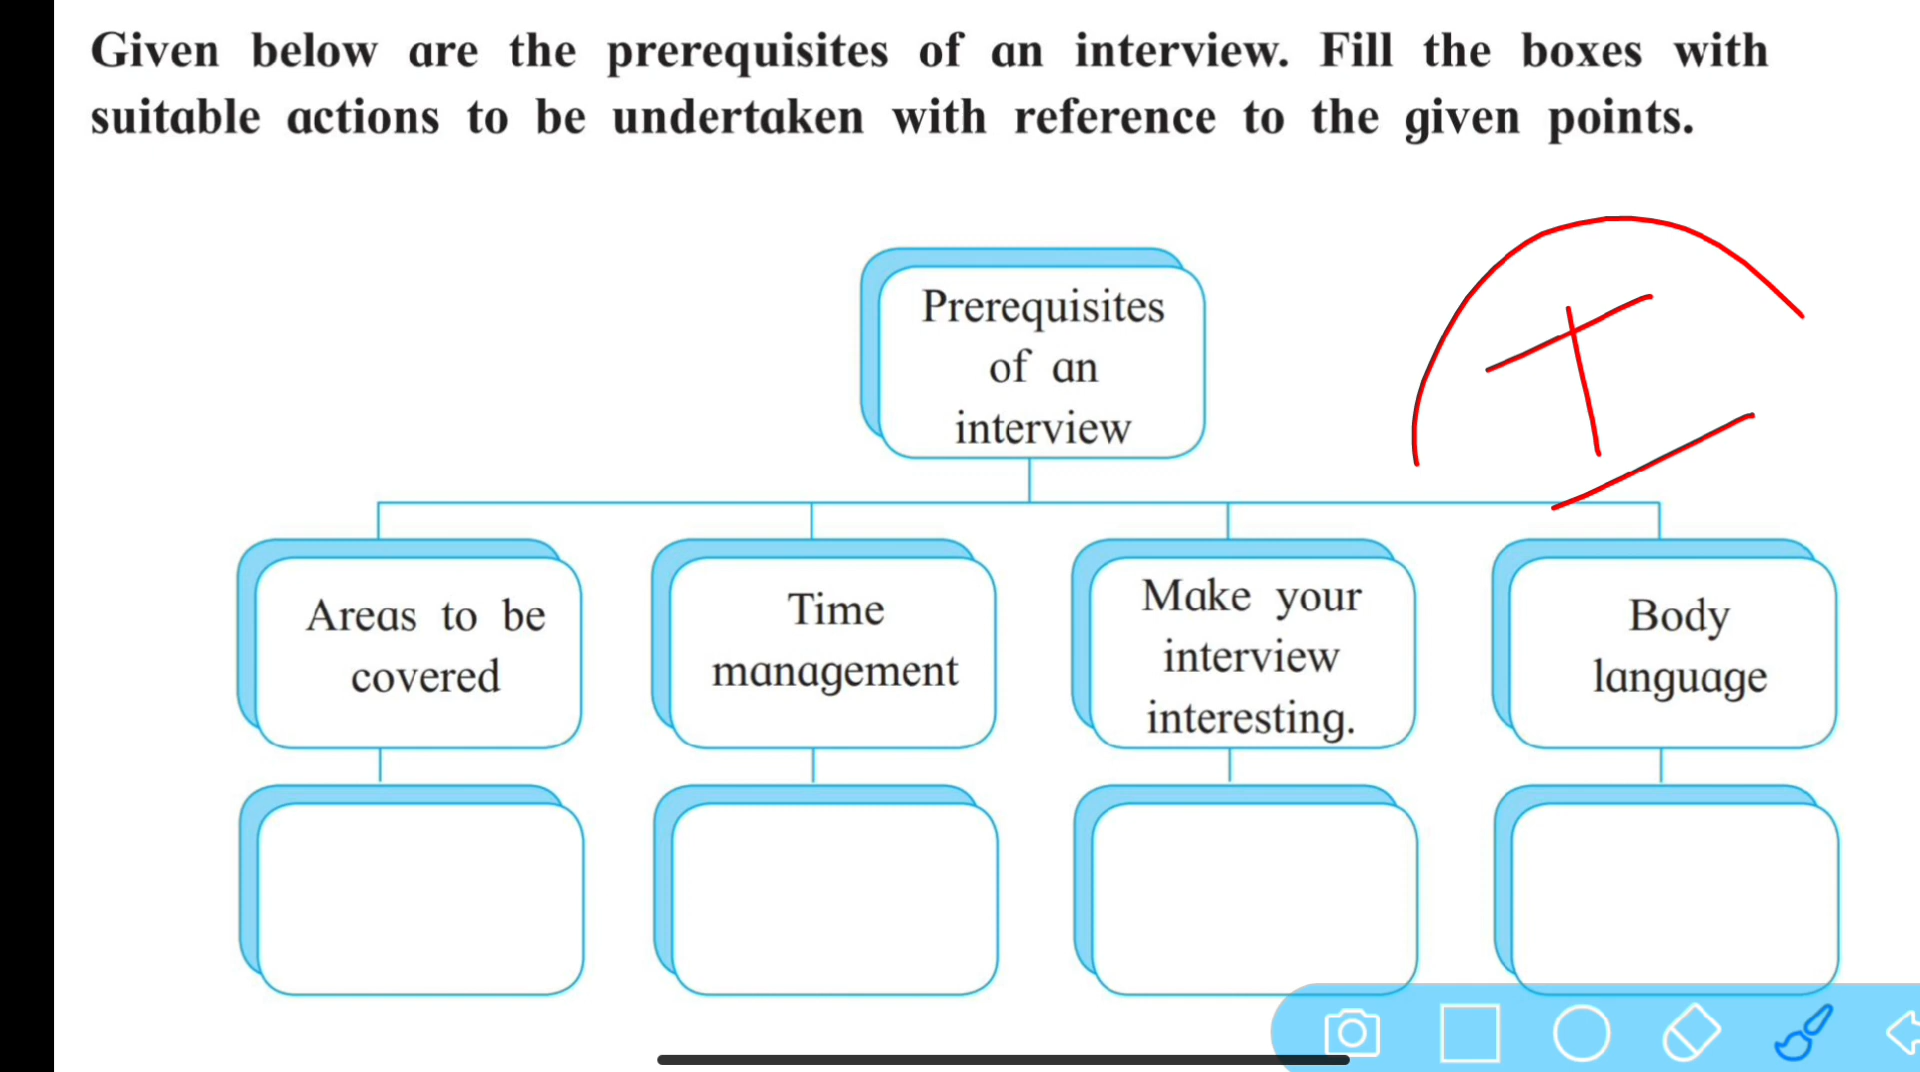 Given below are the prerequisites of an interview. Fill the boxes with
suitable actions to be undertaken with reference to the given points.
Prerequisites
of an
interview
Areas to be
covered
Time
management
Make your
interview
interesting.
Body
language